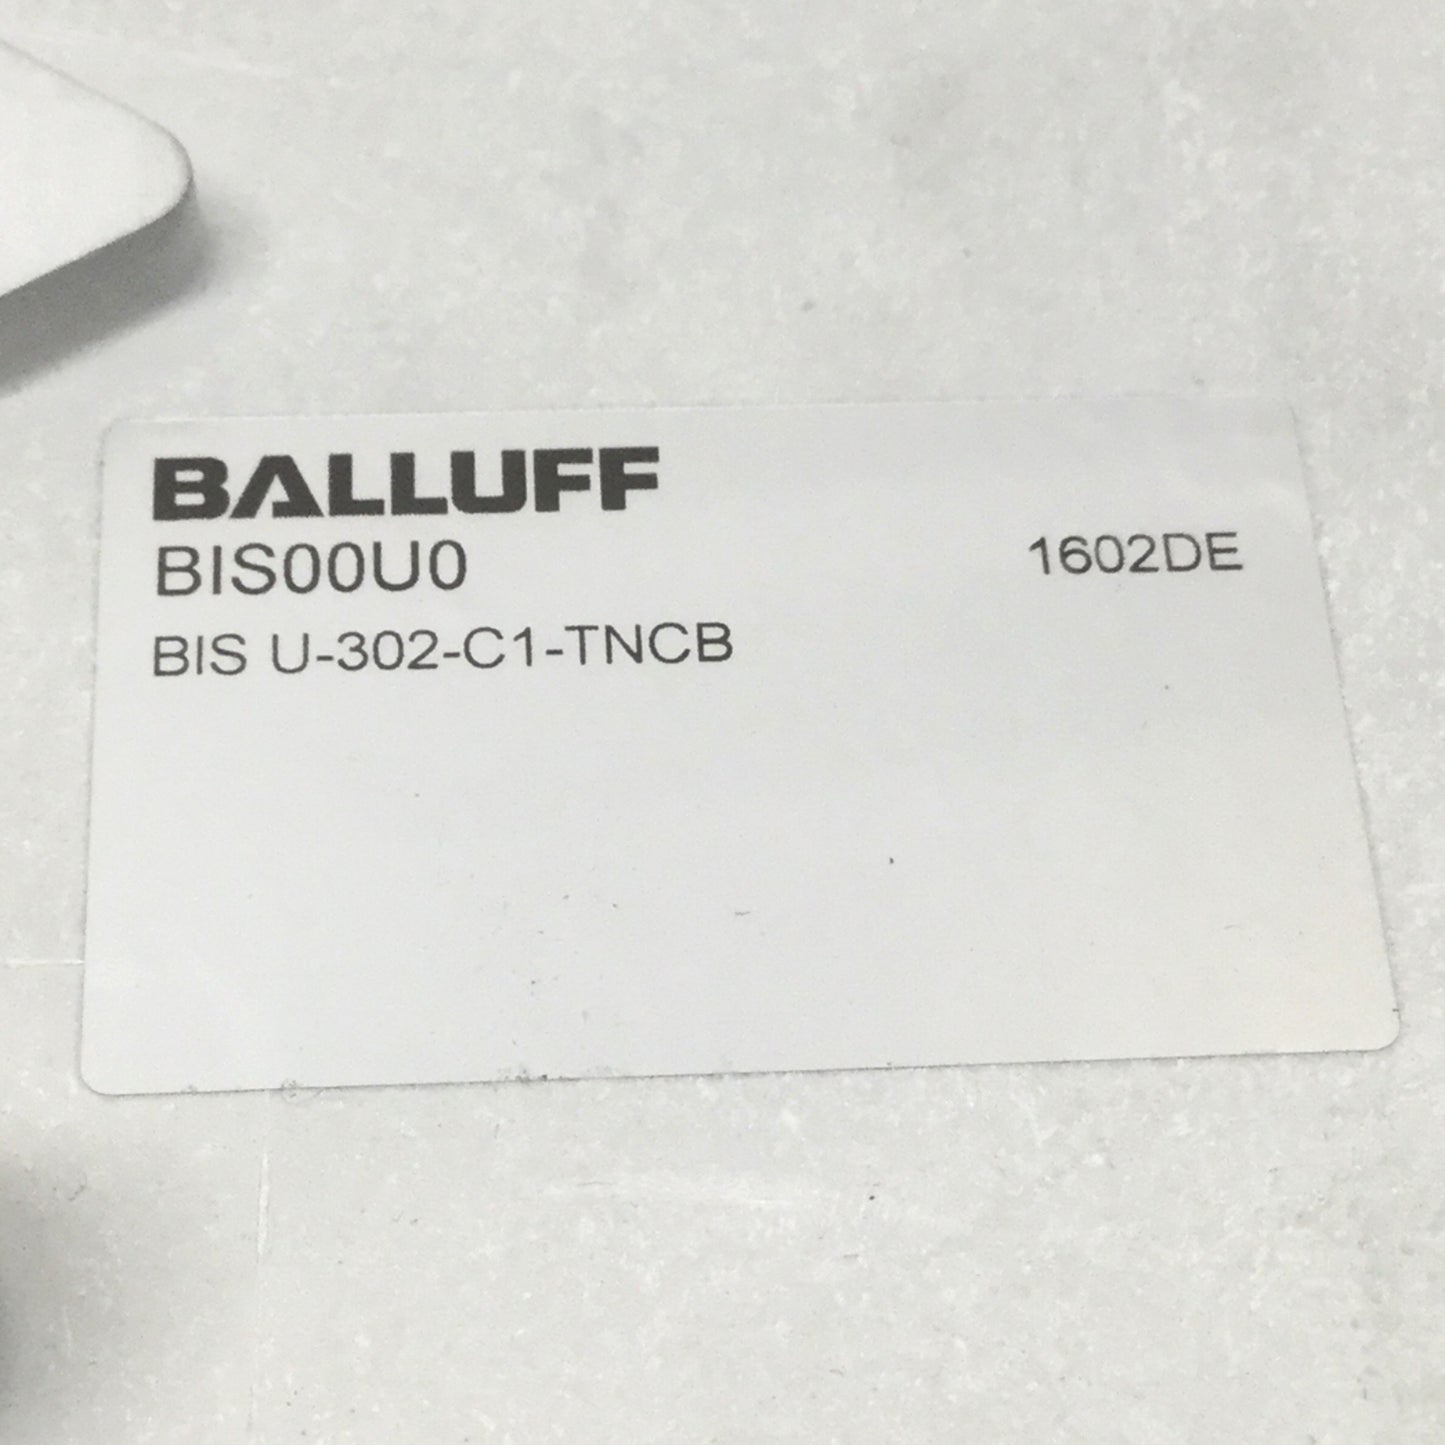 BALLUFF
BIS00U0 1602DE
BIS U-302-C1-TNCB